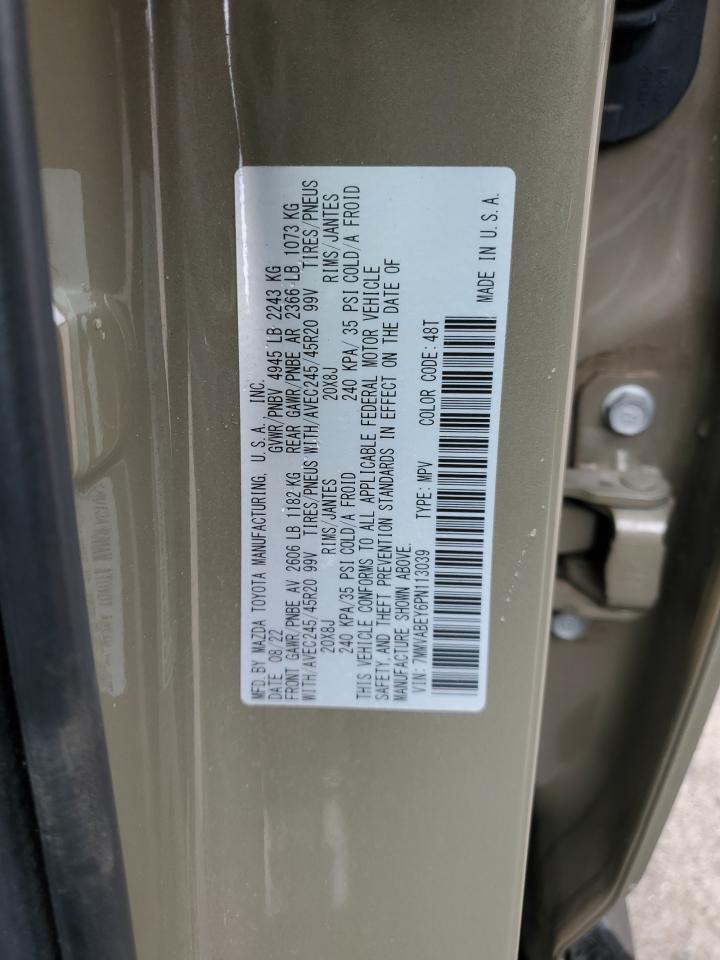 MFD. BY MAZDA TOYOTA MANUFACTURING, U.S.A., INC.
DATE 08/22 GVWR/PNBV 4945 LB 2243 KG
FRONT GAWR/PNBE AV 2606 LB 1182 KG REAR GAWR/PNBE AR 2366 LB 1073 KG
WITH/AVEC245/45R20 99V TIRES/PNEUS WITH/AVEC245/45R20 99V TIRES/PNEUS
20X8J RIMS/JANTES 20X8J RIMS/JANTES
240 KPA/35 PSI COLD/A FROID 240 KPA/ 35 PSI COLD/A FROID
THIS VEHICLE CONFORMS TO ALL APPLICABLE FEDERAL MOTOR VEHICLE
SAFETY,AND THEFT PREVENTION STANDARDS IN EFFECT ON THE DATE OF
MANUFACTURE SHOWN ABOVE.
VIN: 7MMVABEY6PN113039 TYPE: MPV COLOR CODE: 48T
MADE IN U.S.A.